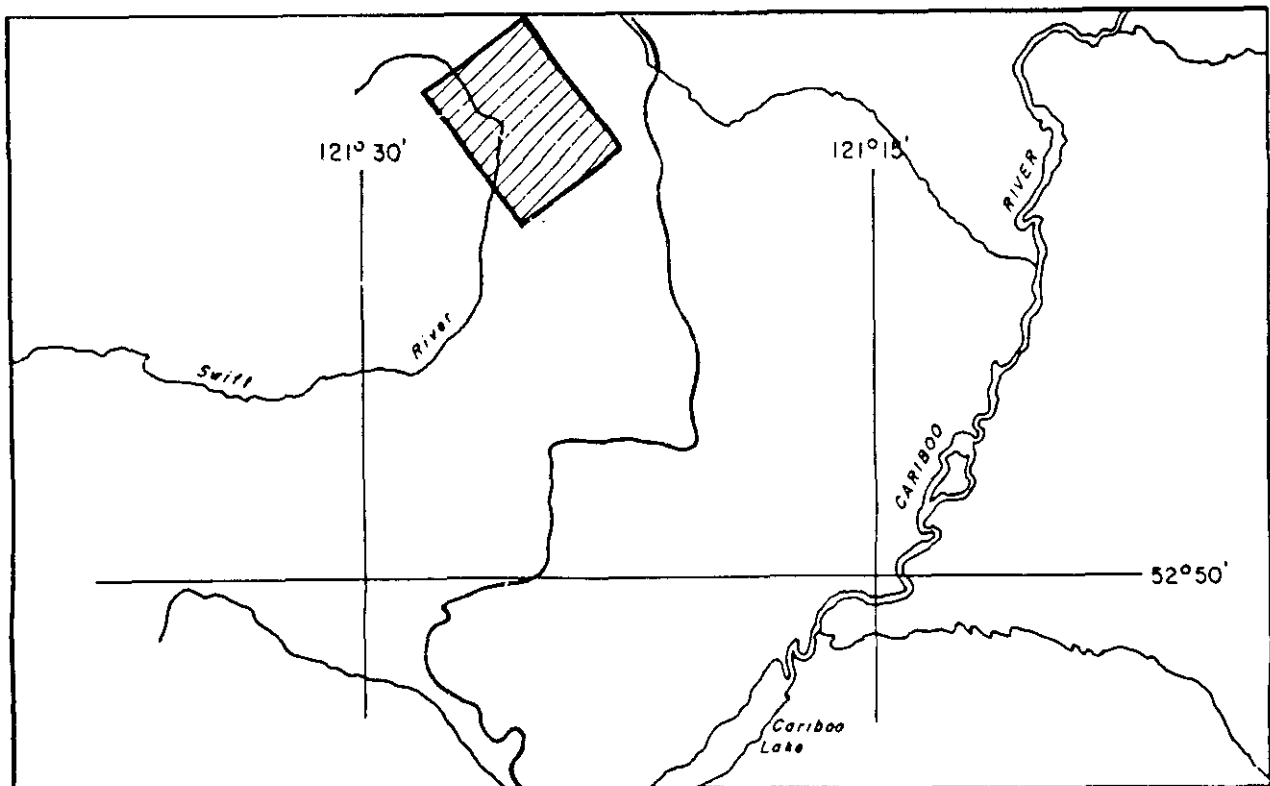 121° 30'
121° 15'
RIVER
River
Swift
CARIBOO
52° 50'
Cariboo
Lake